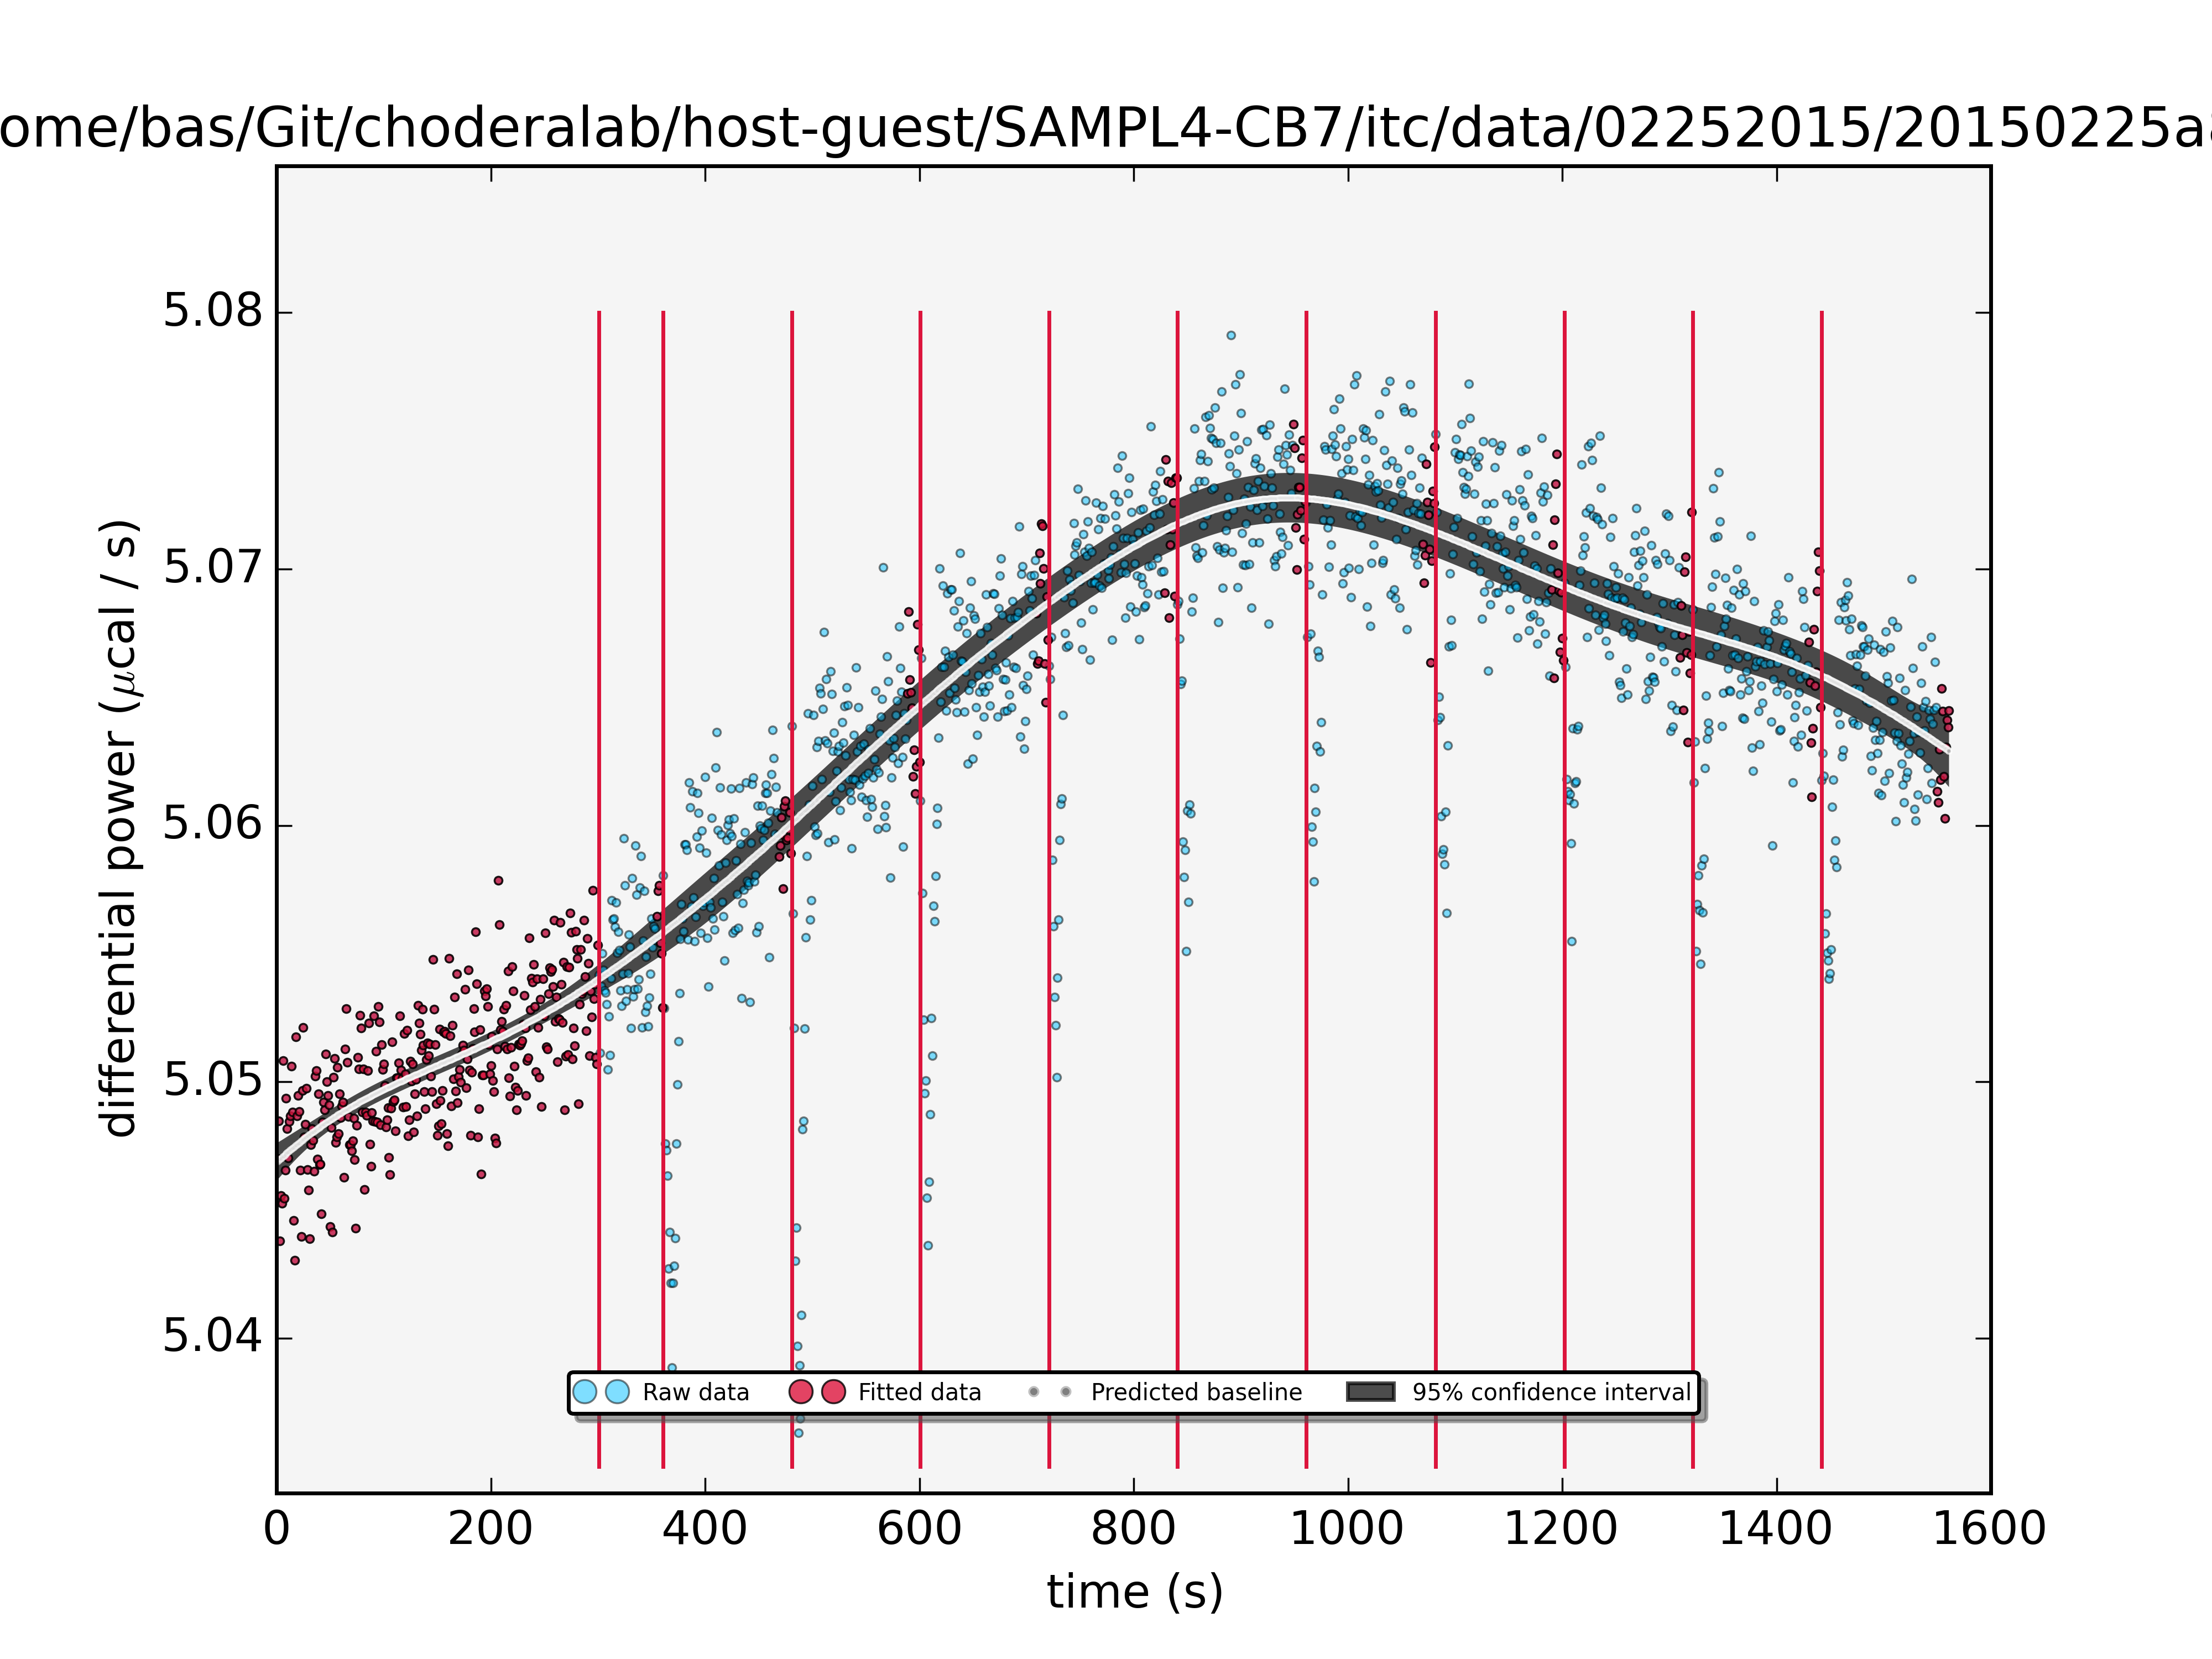 ome/bas/Git/choderalab/host-guest/SAMPL4-CB7/itc/data/02252015/20150225a
5.08
5.07
5.06
5.05
5.04
differential power (μcal / s)
Raw data Fitted data Predicted baseline 95% confidence interval
0 200 400 600 800 1000 1200 1400 1600
time (s)